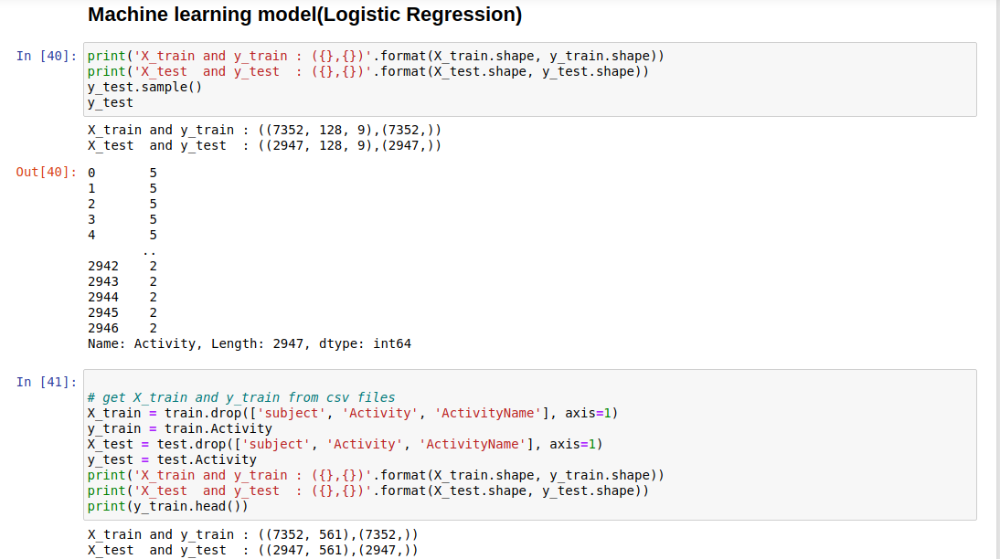 Machine learning model(Logistic Regression)
In [40]: print('X_train and y_train : ({},{})'.format(X_train.shape, y_train.shape))
print('X_test  and y_test  : ({},{})'.format(X_test.shape, y_test.shape))
y_test.sample()
y_test
X_train and y_train : ((7352, 128, 9),(7352,))
X_test  and y_test  : ((2947, 128, 9),(2947,))
Out[40]: 0       5
1       5
2       5
3       5
4       5
..
2942    2
2943    2
2944    2
2945    2
2946    2
Name: Activity, Length: 2947, dtype: int64
In [41]:
# get X_train and y_train from csv files
X_train = train.drop(['subject', 'Activity', 'ActivityName'], axis=1)
y_train = train.Activity
X_test = test.drop(['subject', 'Activity', 'ActivityName'], axis=1)
y_test = test.Activity
print('X_train and y_train : ({},{})'.format(X_train.shape, y_train.shape))
print('X_test  and y_test  : ({},{})'.format(X_test.shape, y_test.shape))
print(y_train.head())
X_train and y_train : ((7352, 561),(7352,))
X_test  and y_test  : ((2947, 561),(2947,))